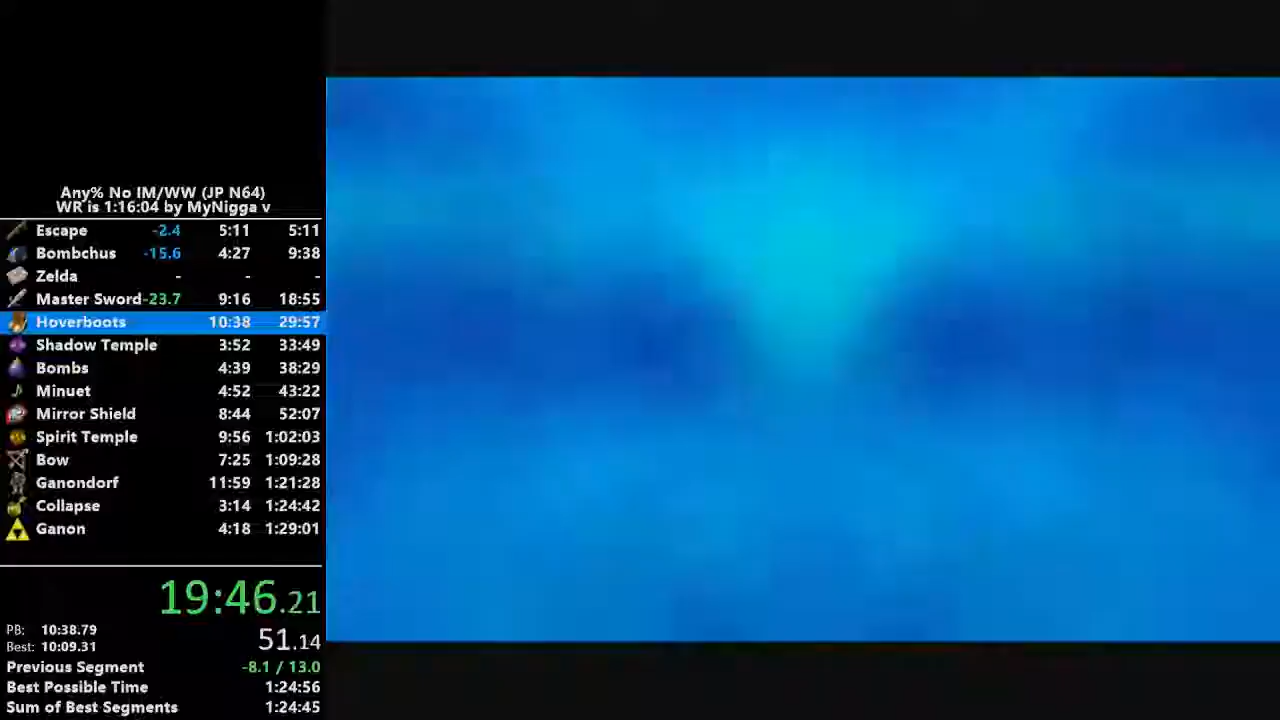 Any% No IM/WW (JP N64)
WR is 1:16:04 by MyNigga v
Escape -2.4 5:11 5:11
Bombchus -15.6 4:27 9:38
Zelda - - -
Master Sword -23.7 9:16 18:55
Hoverboots 10:38 29:57
Shadow Temple 3:52 33:49
Bombs 4:39 38:29
Minuet 4:52 43:22
Mirror Shield 8:44 52:07
Spirit Temple 9:56 1:02:03
Bow 7:25 1:09:28
Ganondorf 11:59 1:21:28
Collapse 3:14 1:24:42
Ganon 4:18 1:29:01
19:46.21
PB: 10:38.79
51.14
Best: 10:09.31
Previous Segment -8.1 / 13.0
Best Possible Time 1:24:56
Sum of Best Segments 1:24:45